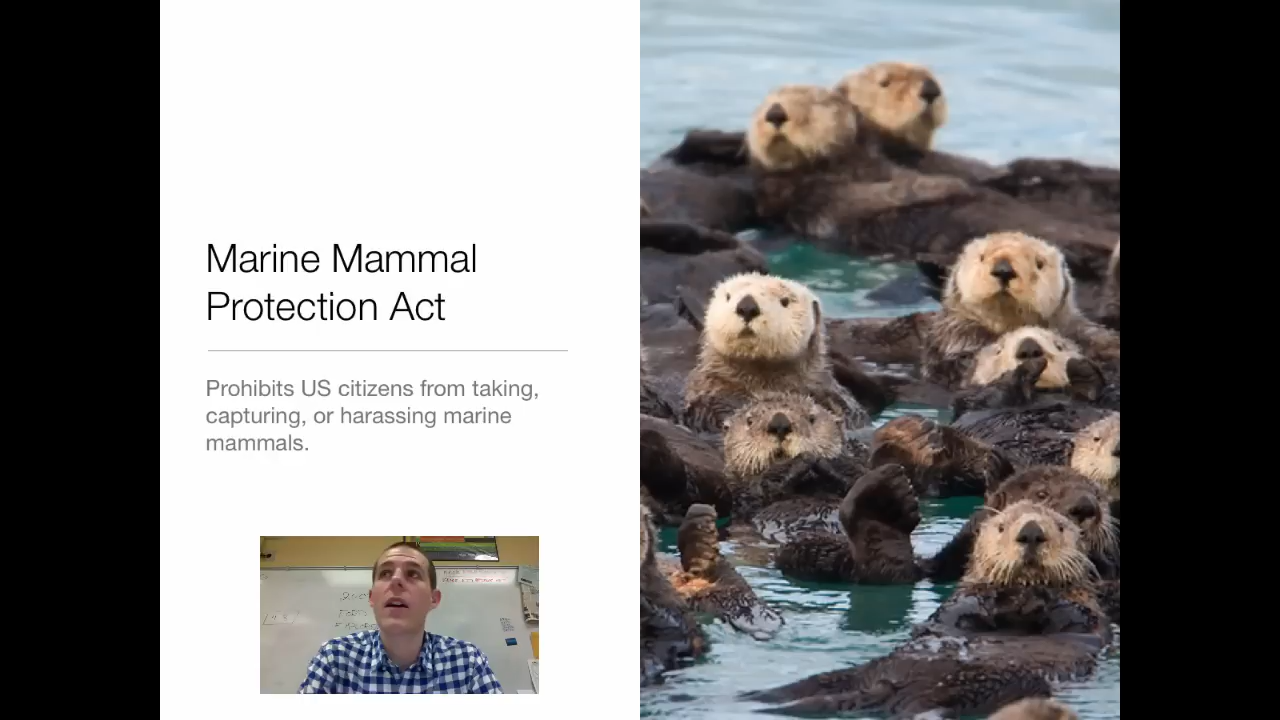 Marine Mammal
Protection Act
Prohibits US citizens from taking,
capturing, or harassing marine
mammals.